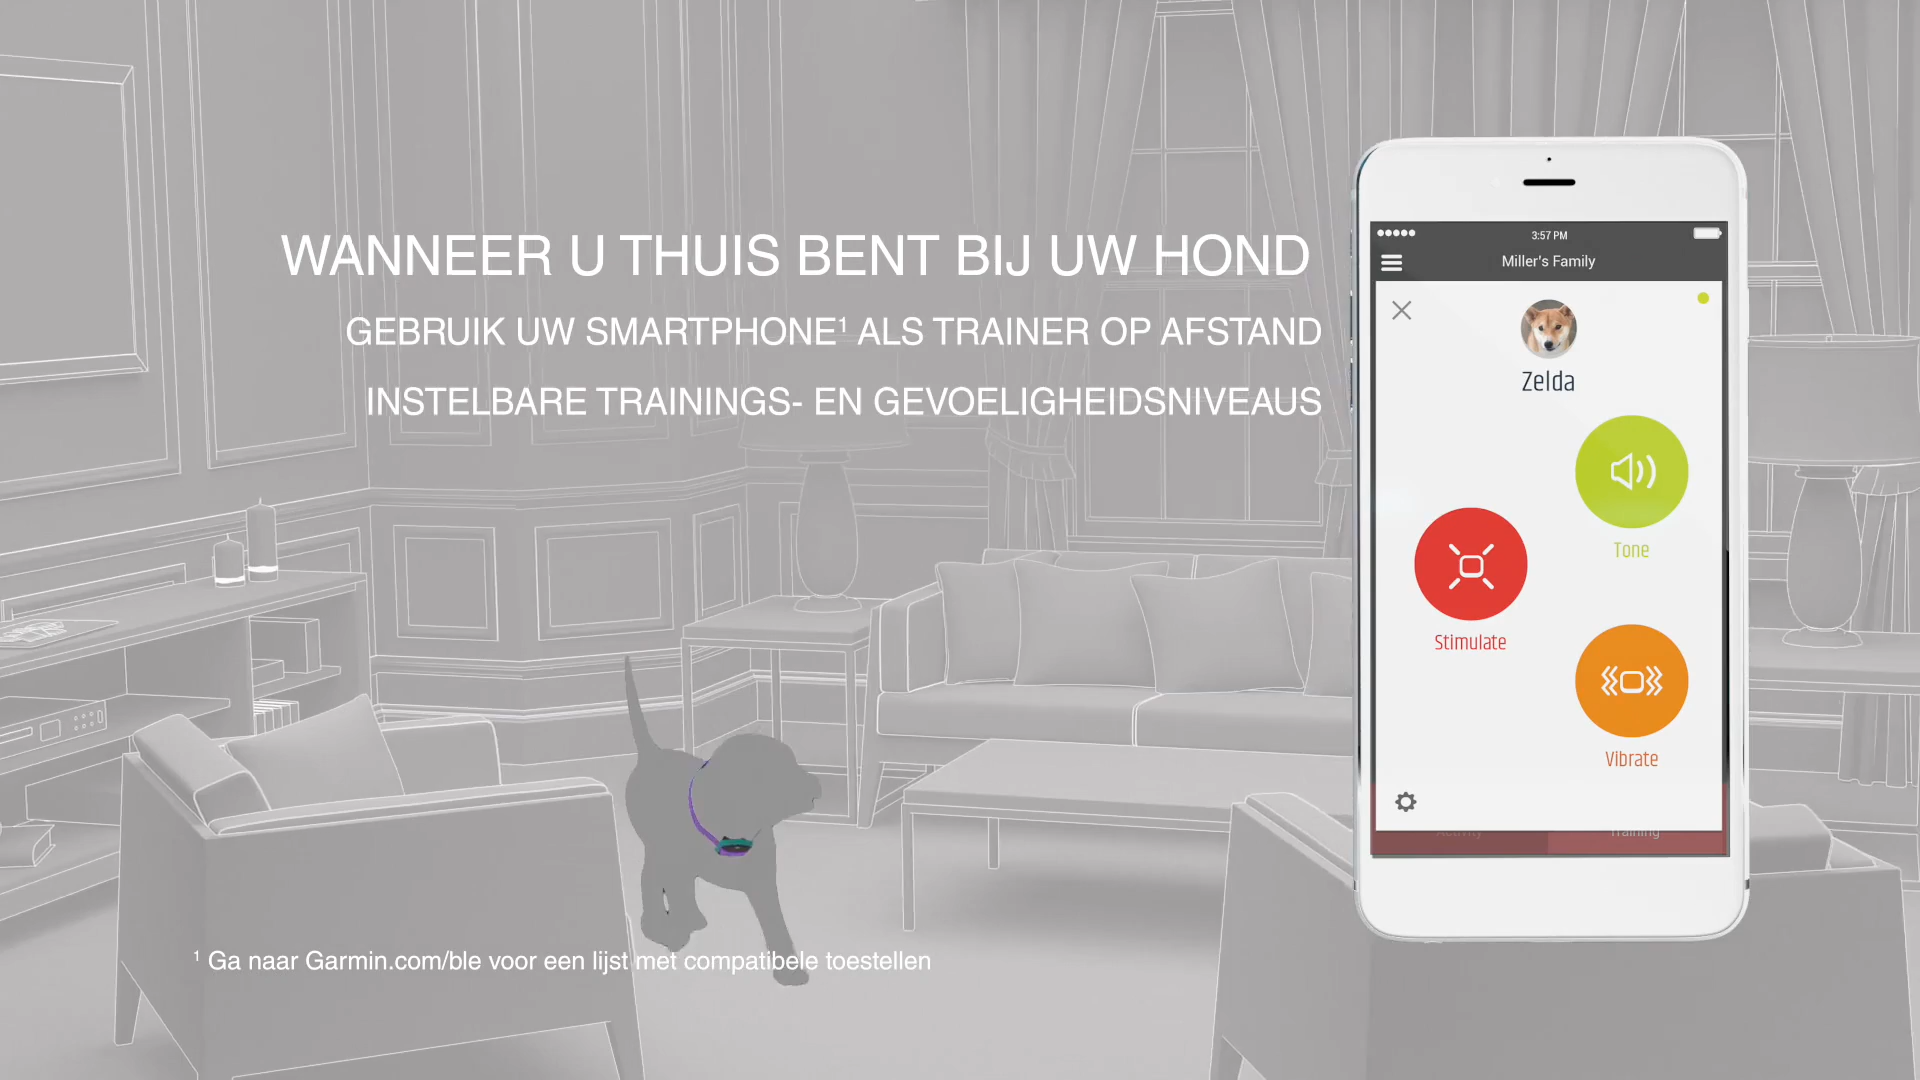 WANNEER U THUIS BENT BIJ UW HOND
GEBRUIK UW SMARTPHONE¹ ALS TRAINER OP AFSTAND
INSTELBARE TRAININGS- EN GEVOELIGHEIDSNIVEAUS
3:57 PM
Miller's Family
Zelda
Tone
Stimulate
Vibrate
Activity
Training
¹ Ga naar Garmin.com/ble voor een lijst met compatibele toestellen